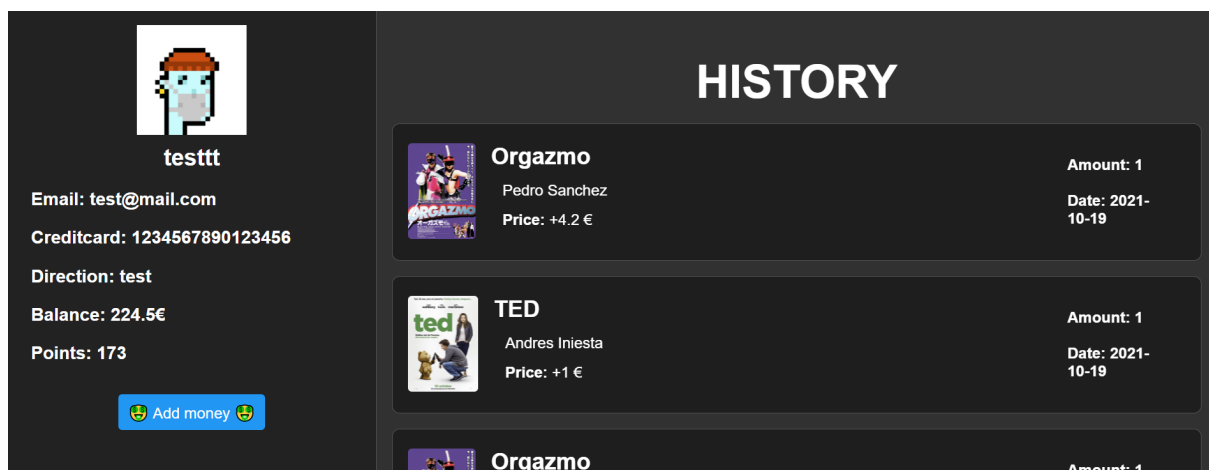 testtt
Email: test@mail.com
Creditcard: 1234567890123456
Direction: test
Balance: 224.5€
Points: 173
Add money
HISTORY
ORGAZMO
Orgazmo
Pedro Sanchez
Price: +4.2 €
Amount: 1
Date: 2021-
10-19
ted
TED
Andres Iniesta
Price: +1 €
Amount: 1
Date: 2021-
10-19
Orgazmo
Amount: 1